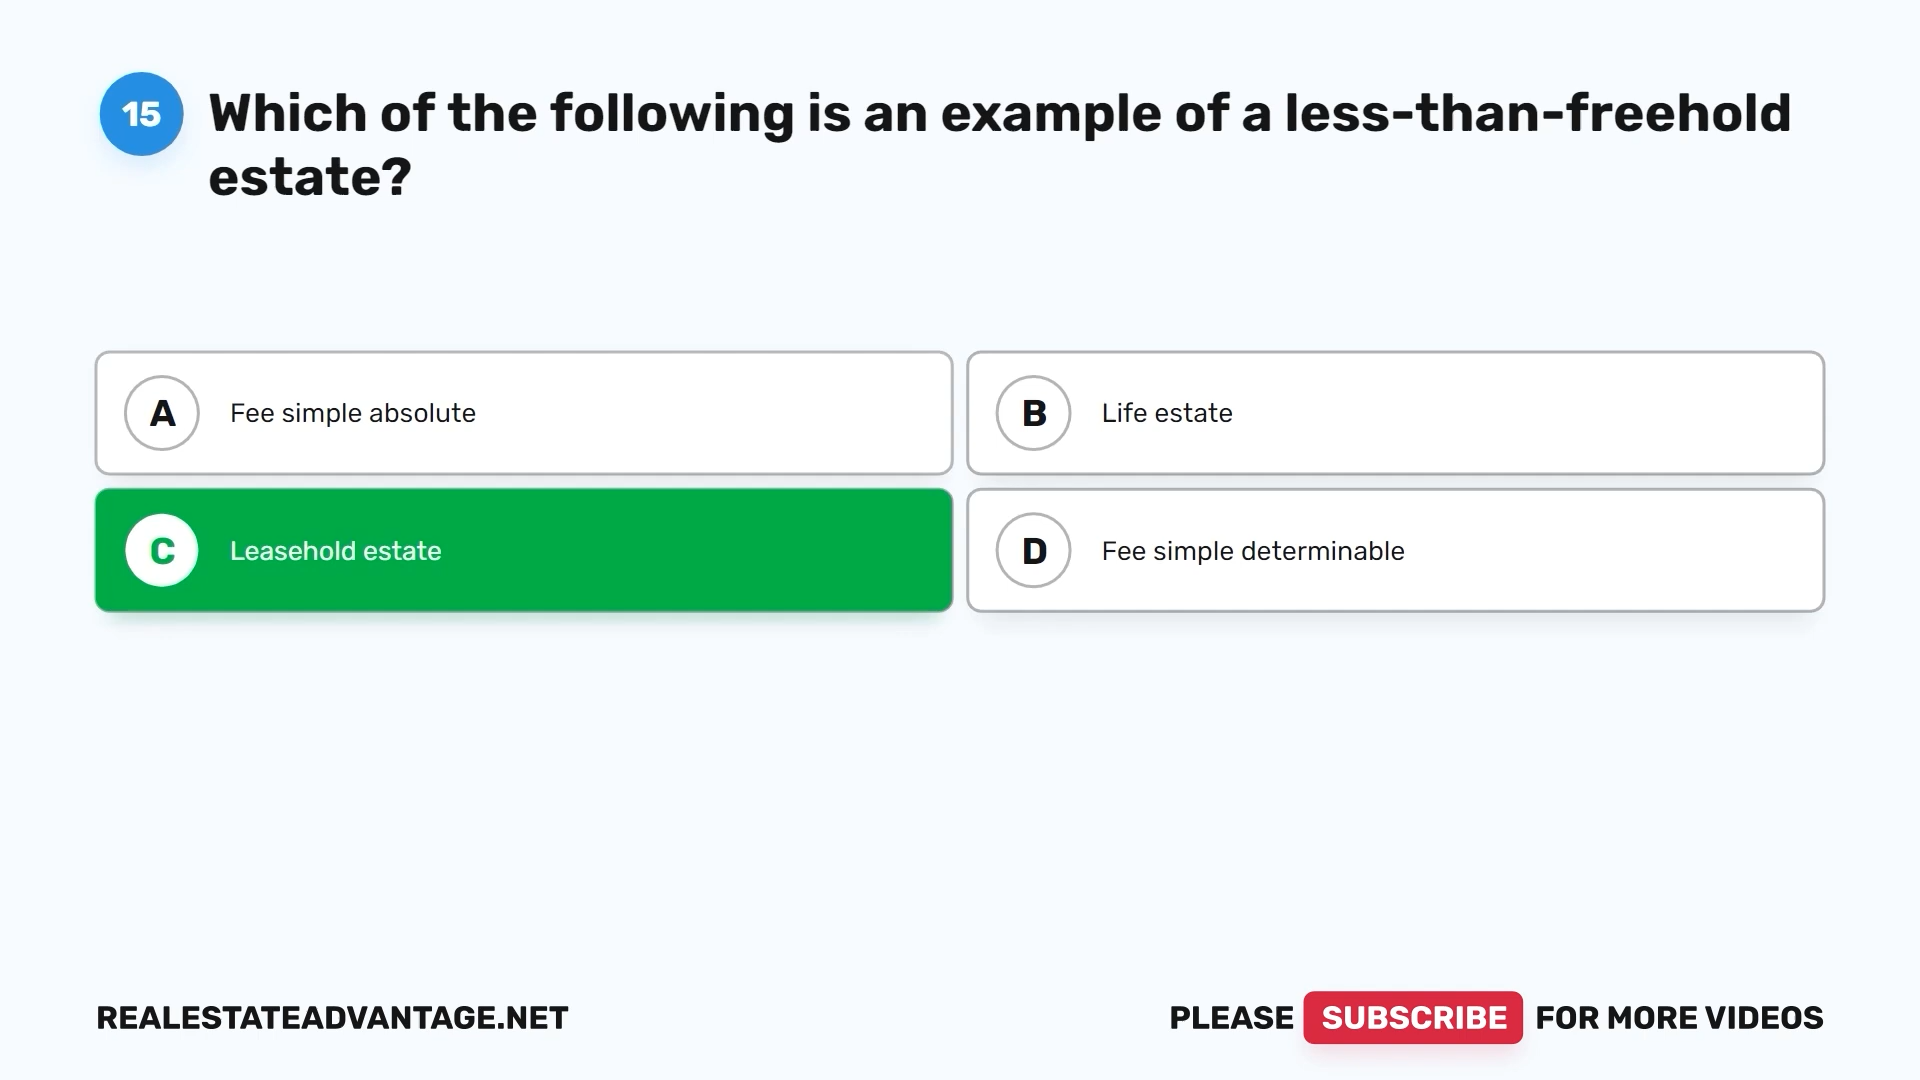 15
Which of the following is an example of a less-than-freehold
estate?
A Fee simple absolute
B Life estate
C Leasehold estate
D Fee simple determinable
REALESTATEADVANTAGE.NET
PLEASE SUBSCRIBE FOR MORE VIDEOS